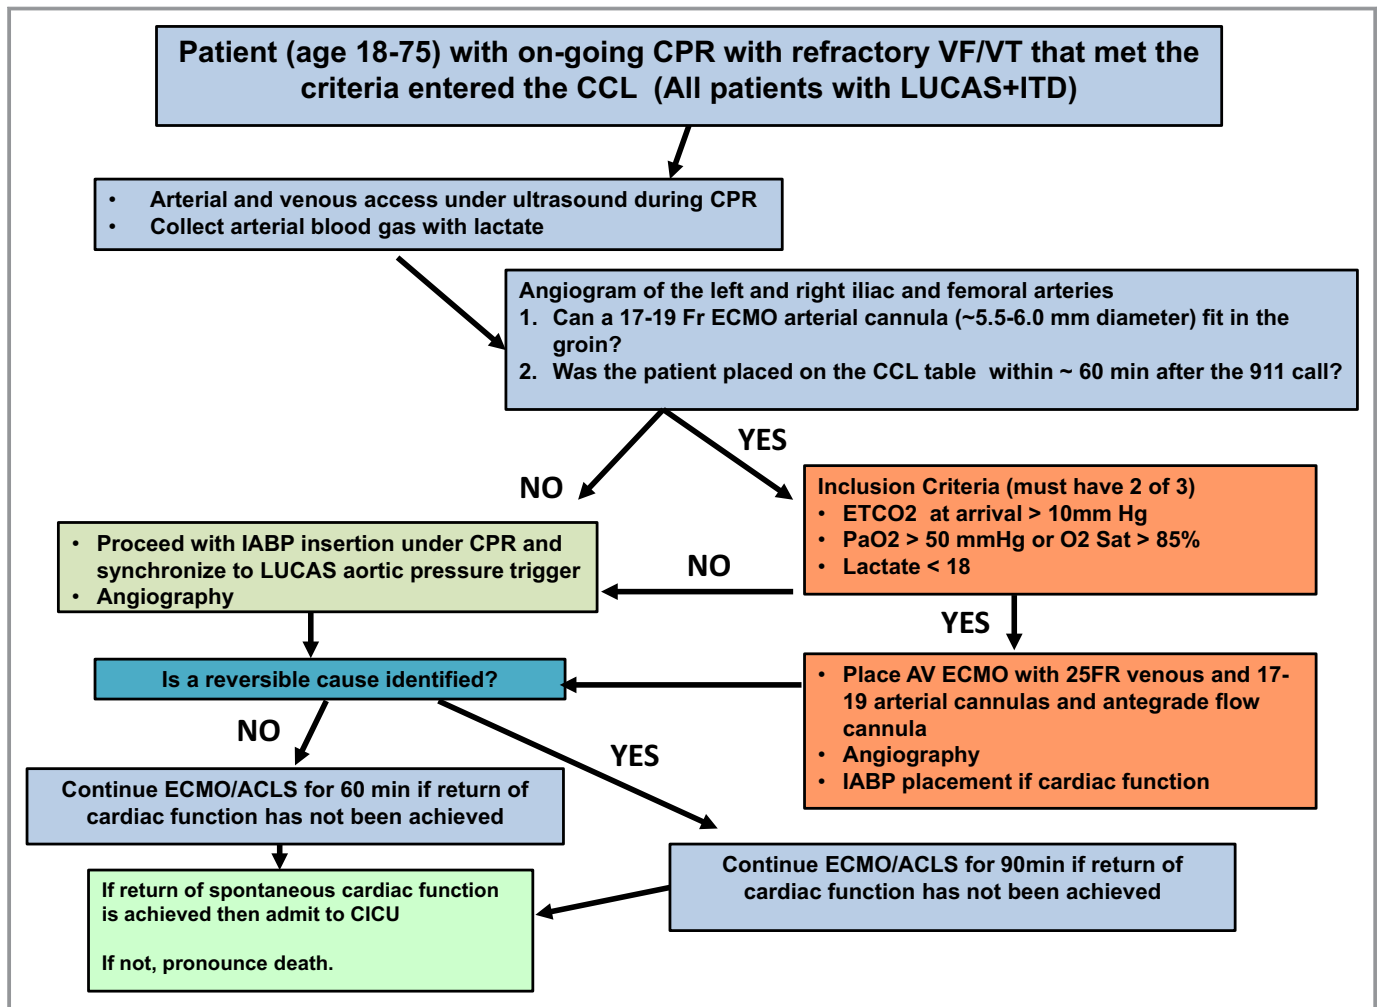 Patient (age 18-75) with on-going CPR with refractory VF/VT that met the
criteria entered the CCL (All patients with LUCAS+ITD)
• Arterial and venous access under ultrasound during CPR
• Collect arterial blood gas with lactate
Angiogram of the left and right iliac and femoral arteries
1. Can a 17-19 Fr ECMO arterial cannula (~5.5-6.0 mm diameter) fit in the
groin?
2. Was the patient placed on the CCL table within ~ 60 min after the 911 call?
YES
NO
Inclusion Criteria (must have 2 of 3)
• ETCO2 at arrival > 10mm Hg
• PaO2 > 50 mmHg or O2 Sat > 85%
• Lactate < 18
NO
• Proceed with IABP insertion under CPR and
synchronize to LUCAS aortic pressure trigger
• Angiography
YES
• Place AV ECMO with 25FR venous and 17-
19 arterial cannulas and antegrade flow
cannula
• Angiography
• IABP placement if cardiac function
Is a reversible cause identified?
NO
YES
Continue ECMO/ACLS for 60 min if return of
cardiac function has not been achieved
Continue ECMO/ACLS for 90min if return of
cardiac function has not been achieved
If return of spontaneous cardiac function
is achieved then admit to CICU
If not, pronounce death.